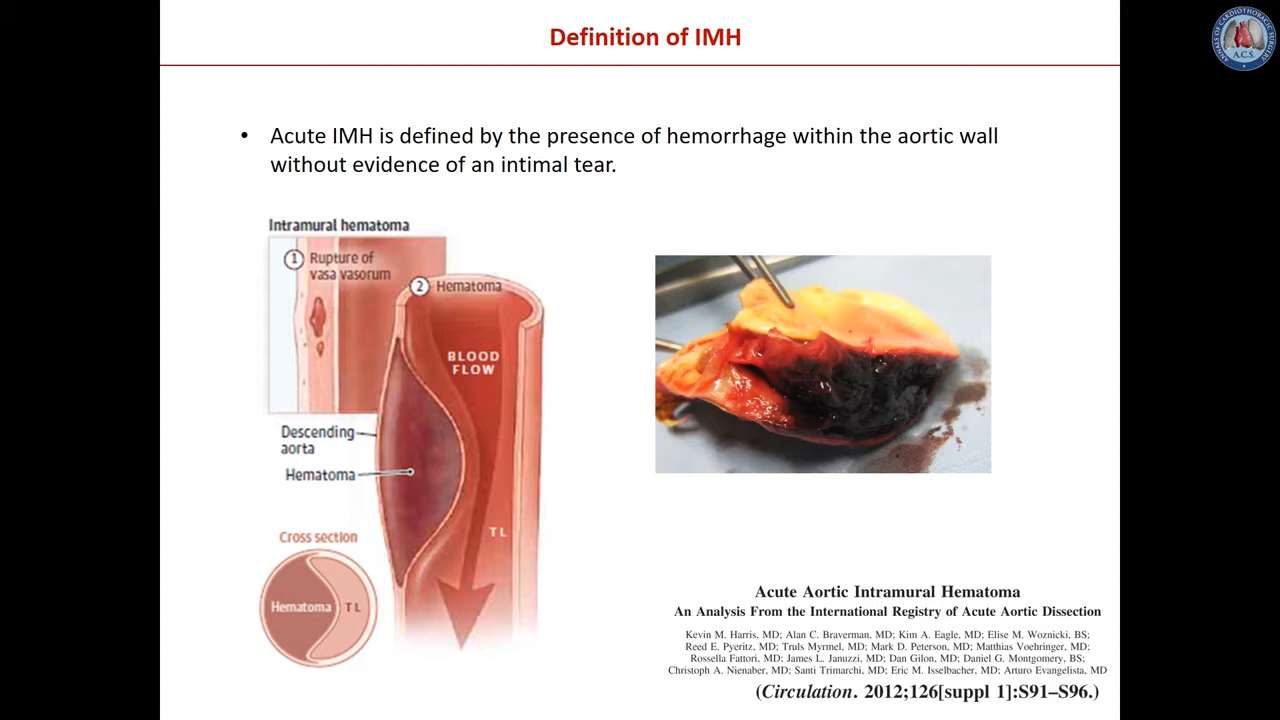 Definition of IMH
ANNALS OF CARDIOTHORACIC SURGERY
A.C.S.
• Acute IMH is defined by the presence of hemorrhage within the aortic wall
without evidence of an intimal tear.
Intramural hematoma
1 Rupture of
vasa vasorum
2 Hematoma
BLOOD
FLOW
Descending
aorta
Hematoma
TL
Cross section
Hematoma TL
Acute Aortic Intramural Hematoma
An Analysis From the International Registry of Acute Aortic Dissection
Kevin M. Harris, MD; Alan C. Braverman, MD; Kim A. Eagle, MD; Elise M. Woznicki, BS;
Reed E. Pyeritz, MD; Truls Myrmel, MD; Mark D. Peterson, MD; Matthias Voehringer, MD;
Rossella Fattori, MD; James L. Januzzi, MD; Dan Gilon, MD; Daniel G. Montgomery, BS;
Christoph A. Nienaber, MD; Santi Trimarchi, MD; Eric M. Isselbacher, MD; Arturo Evangelista, MD
(Circulation. 2012;126[suppl 1]:S91–S96.)